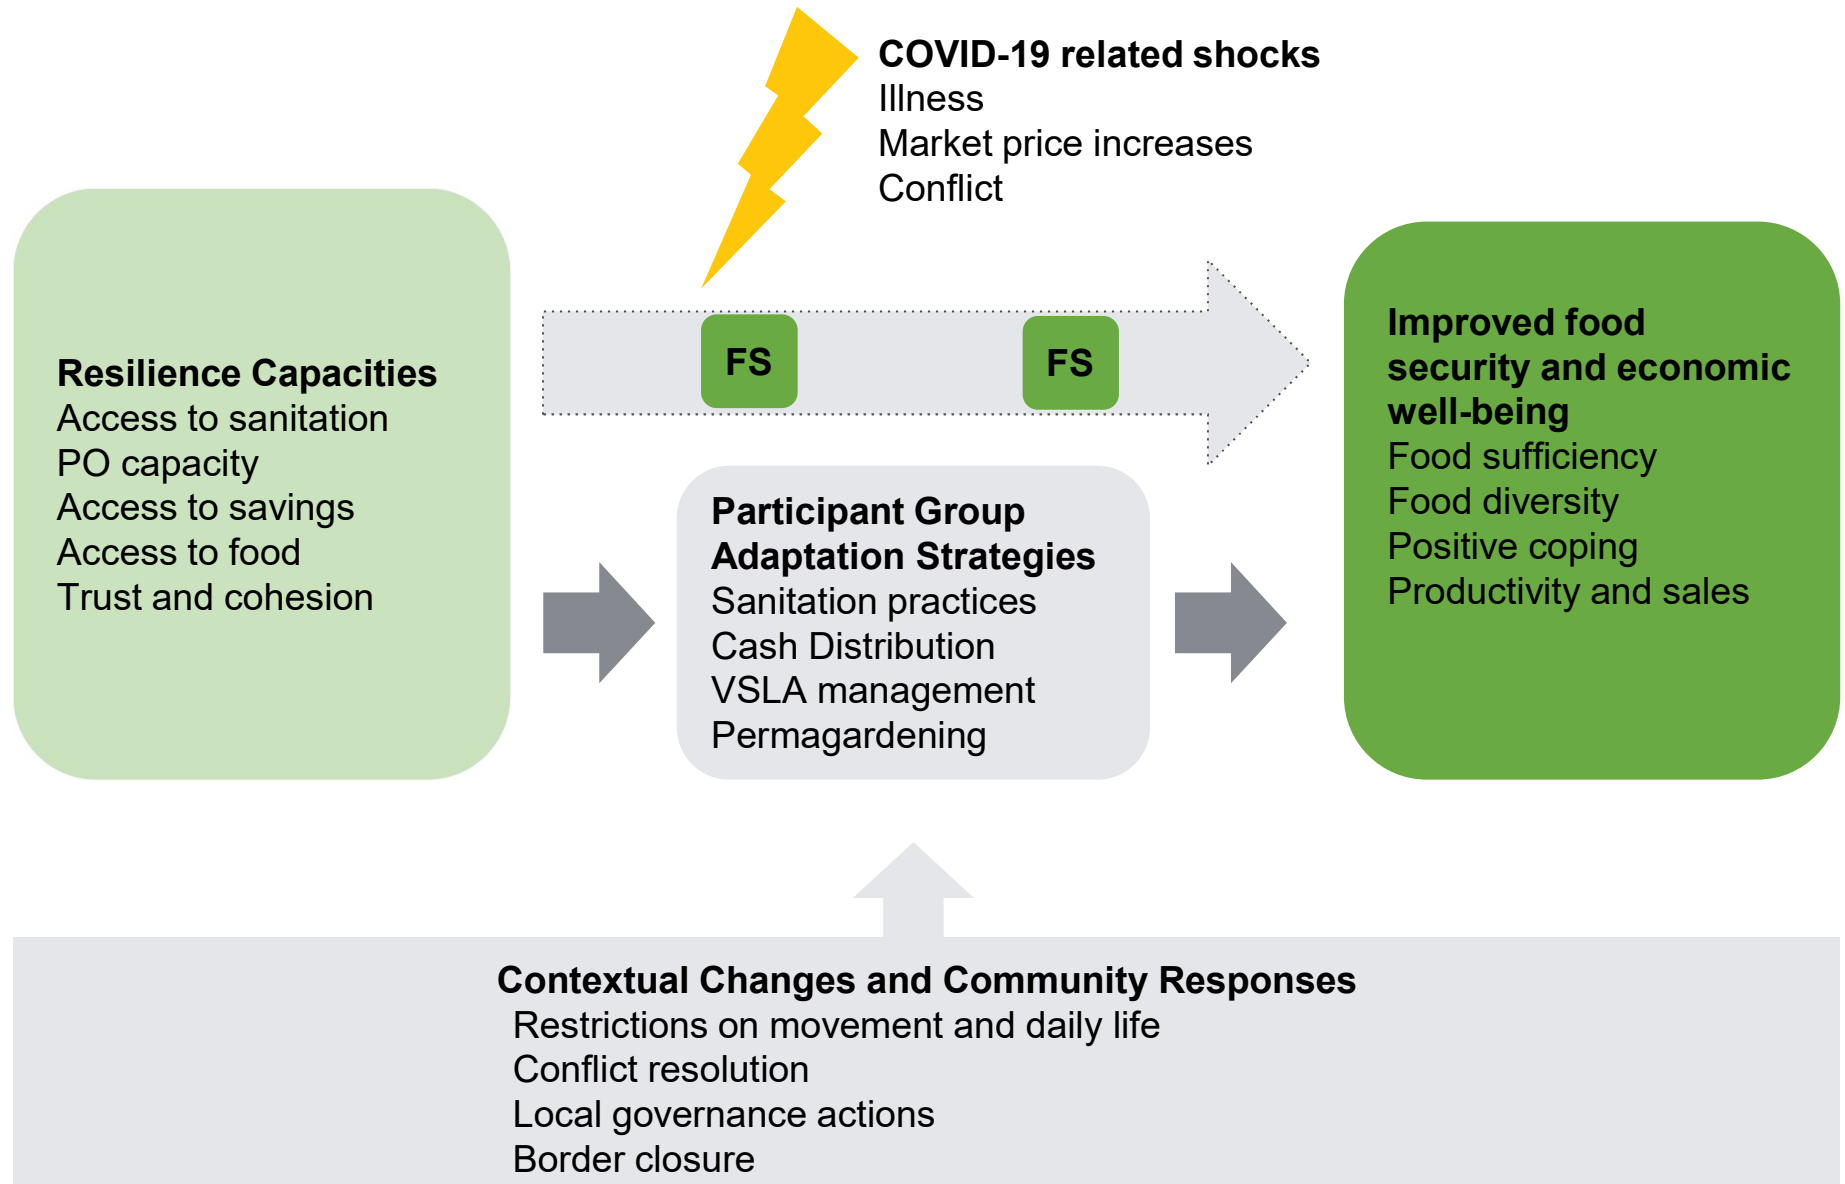 COVID-19 related shocks
Illness
Market price increases
Conflict
Resilience Capacities
Access to sanitation
PO capacity
Access to savings
Access to food
Trust and cohesion
FS
FS
Participant Group
Adaptation Strategies
Sanitation practices
Cash Distribution
VSLA management
Permagardening
Improved food
security and economic
well-being
Food sufficiency
Food diversity
Positive coping
Productivity and sales
Contextual Changes and Community Responses
Restrictions on movement and daily life
Conflict resolution
Local governance actions
Border closure